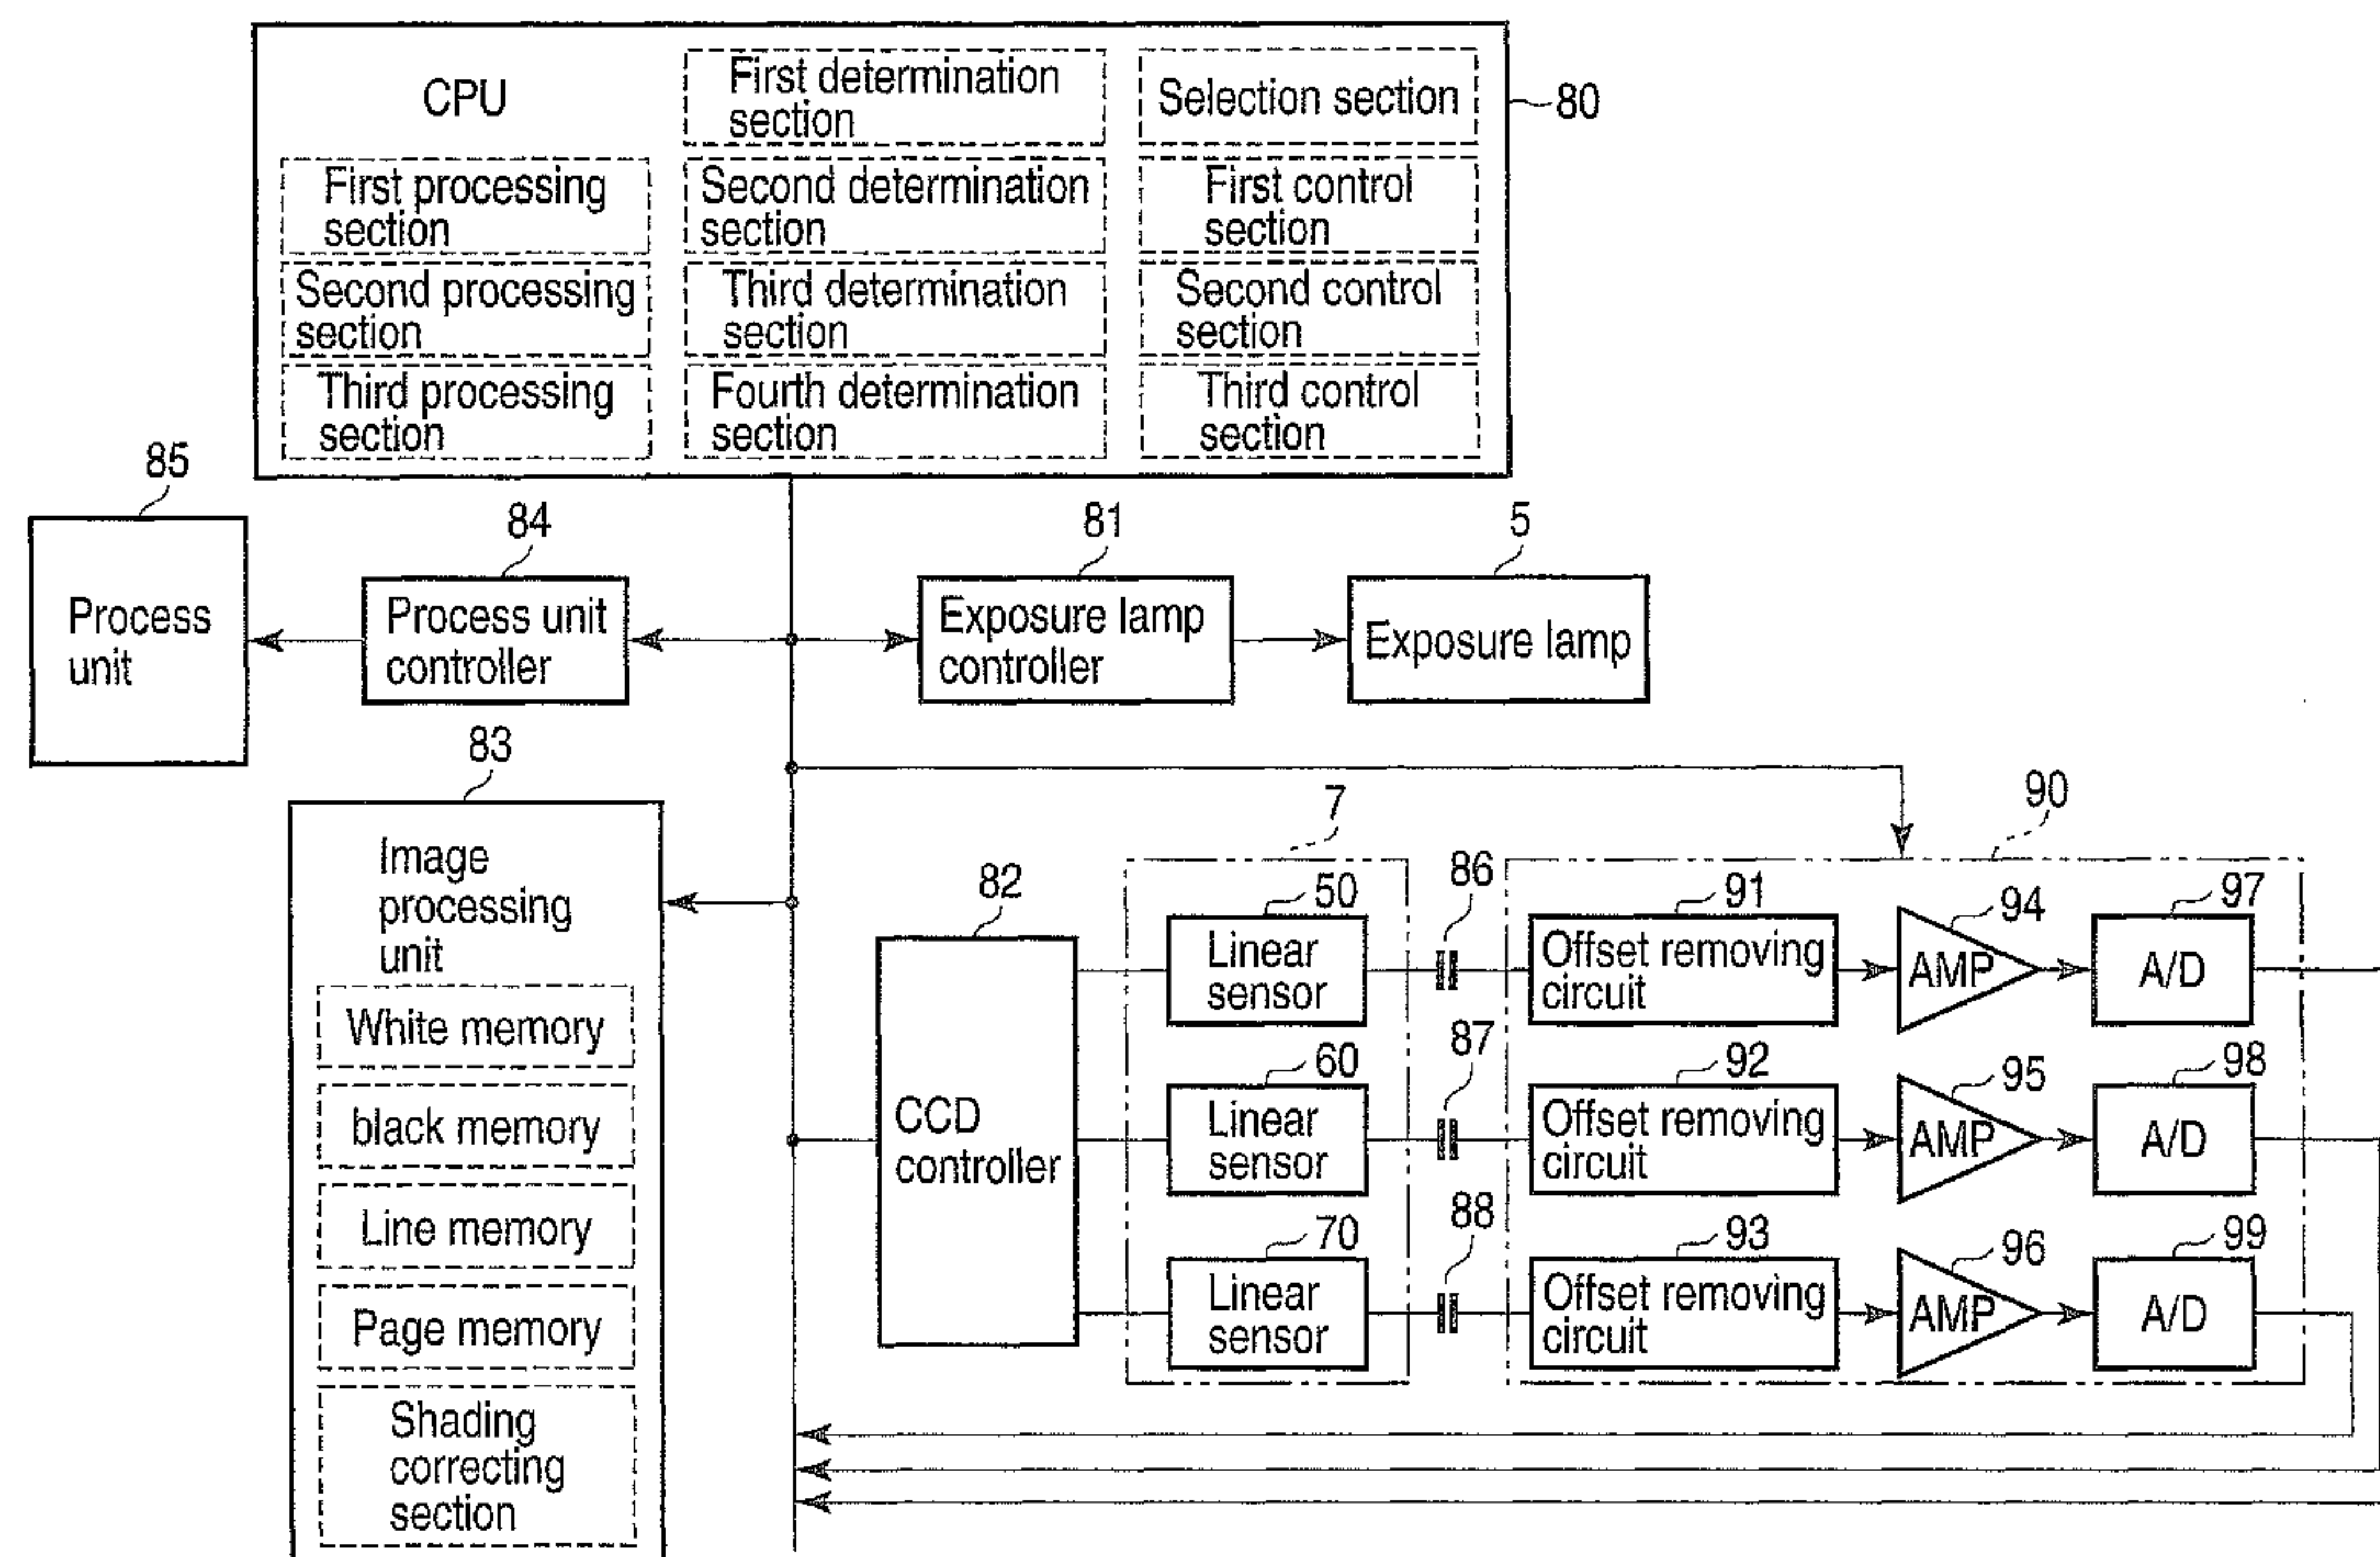 CPU
First determination
section
Selection section
80
First processing
section
Second determination
section
First control
section
Second processing
section
Third determination
section
Second control
section
Third processing
section
Fourth determination
section
Third control
section
85
84
81
5
Process
unit
Process unit
controller
Exposure lamp
controller
Exposure lamp
83
7
90
Image
processing
unit
White memory
black memory
Line memory
Page memory
Shading
correcting
section
82
CCD
controller
50
Linear
sensor
86
91
Offset removing
circuit
94
AMP
97
A/D
60
Linear
sensor
87
92
Offset removing
circuit
95
AMP
98
A/D
70
Linear
sensor
88
93
Offset removing
circuit
96
AMP
99
A/D